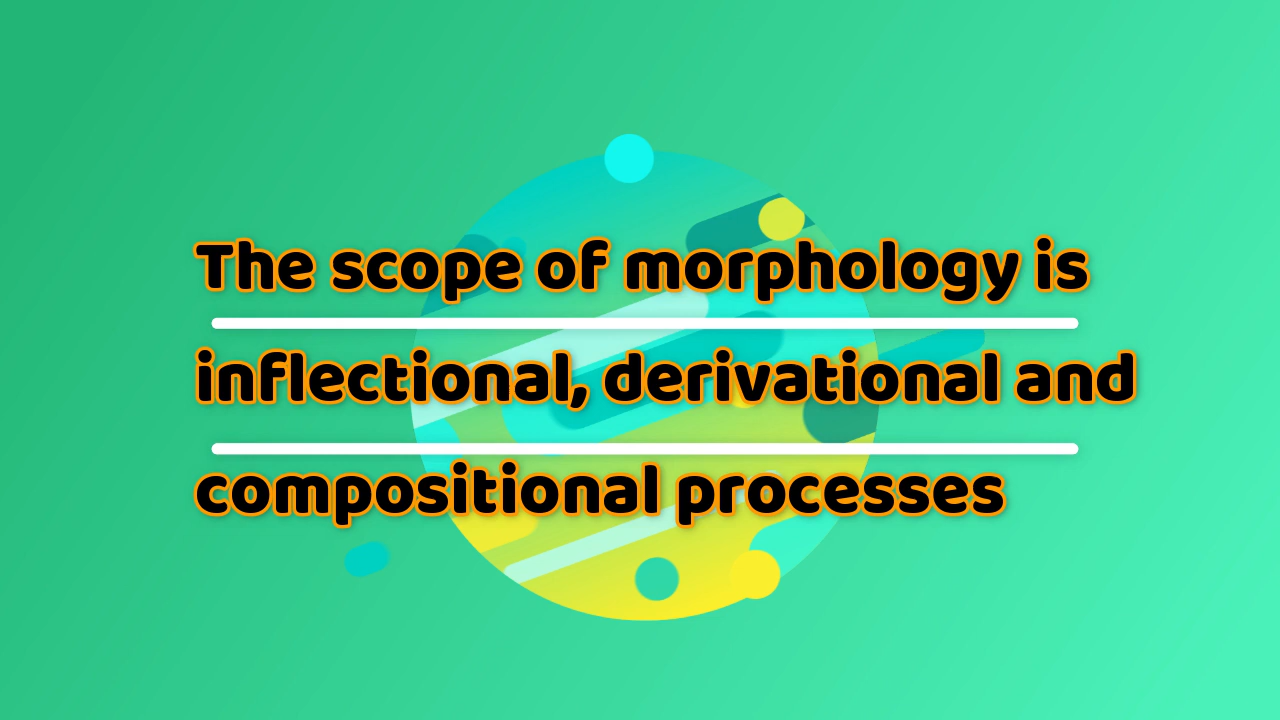 The scope of morphology is
inflectional, derivational and
compositional processes